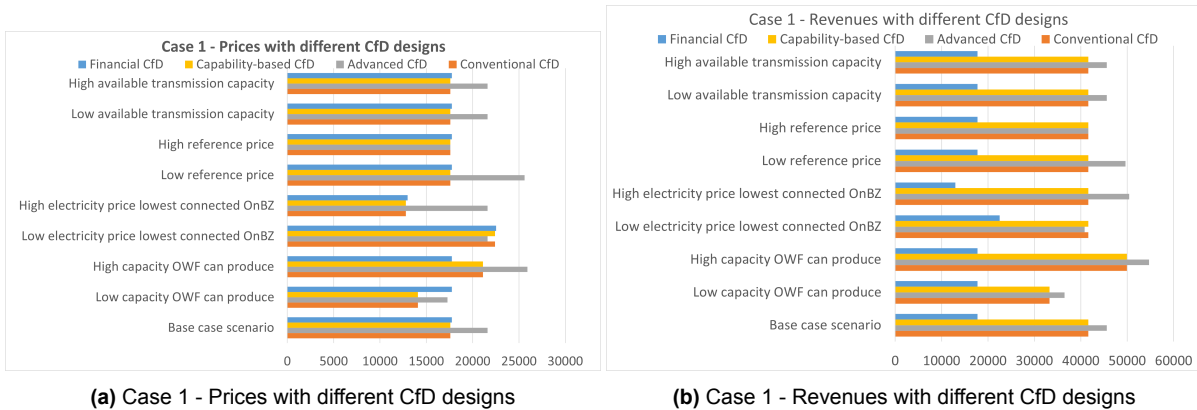 Case 1 - Prices with different CfD designs
Financial CfD Capability-based CfD Advanced CfD Conventional CfD
High available transmission capacity
Low available transmission capacity
High reference price
Low reference price
High electricity price lowest connected OnBZ
Low electricity price lowest connected OnBZ
High capacity OWF can produce
Low capacity OWF can produce
Base case scenario
0 5000 10000 15000 20000 25000 30000
(a) Case 1 - Prices with different CfD designs
Case 1 - Revenues with different CfD designs
Financial CfD Capability-based CfD Advanced CfD Conventional CfD
High available transmission capacity
Low available transmission capacity
High reference price
Low reference price
High electricity price lowest connected OnBZ
Low electricity price lowest connected OnBZ
High capacity OWF can produce
Low capacity OWF can produce
Base case scenario
0 10000 20000 30000 40000 50000 60000
(b) Case 1 - Revenues with different CfD designs